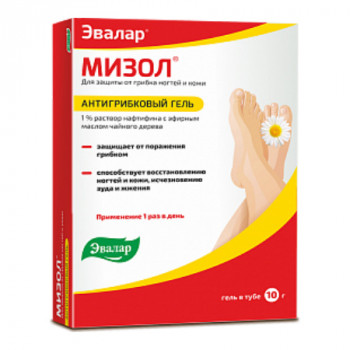 Эвалар®
МИЗОЛ®
Для защиты от грибка ногтей и кожи
АНТИГРИБКОВЫЙ ГЕЛЬ
1 % раствор нафтифина с эфирным
маслом чайного дерева
защищает от поражения
грибком
способствует восстановлению
ногтей и кожи, исчезновению
зуда и жжения
Применение 1 раз в день
Эвалар
гель в тубе 10 г
МИЗОЛ